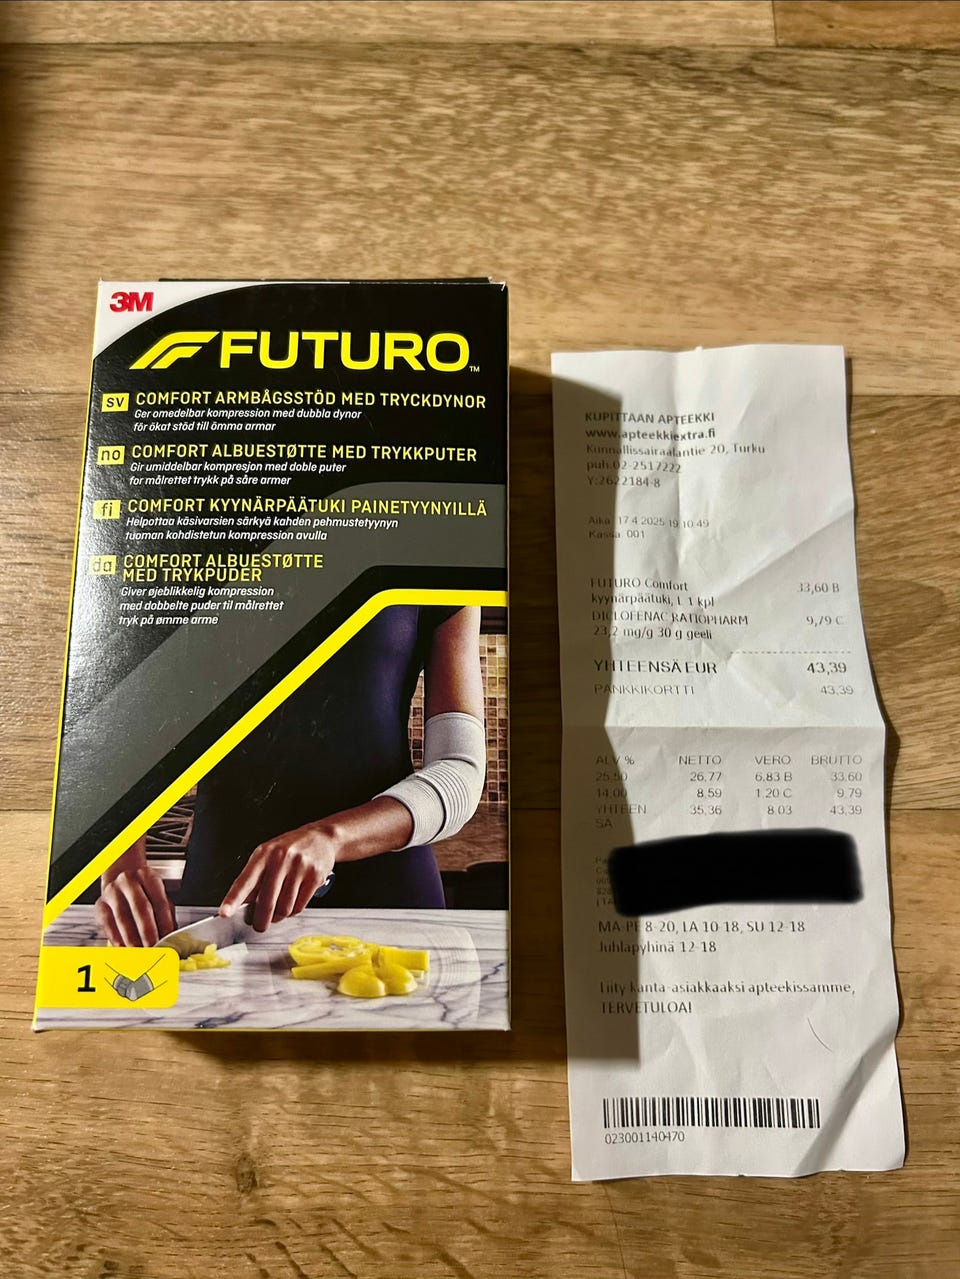 3M
FUTURO™
sv COMFORT ARMBÅGSSTÖD MED TRYCKDYNOR
Ger omedelbar kompression med dubbla dynor
för ökat stöd till ömma armar
no COMFORT ALBUESTØTTE MED TRYKKPUTER
Gir umiddelbar kompresjon med doble puter
for målrettet trykk på såre armer
fi COMFORT KYYNÄRPÄÄTUKI PAINETYYNYILLÄ
Helpottaa käsivarsien särkyä kahden pehmustetyynyn
tuoman kohdistetun kompression avulla
da COMFORT ALBUESTØTTE
MED TRYKPUDER
Giver øjeblikkelig kompression
med dobbelte puder til målrettet
tryk på ømme arme
1
KUPITTAAN APTEEKKI
www.apteekkiextra.fi
Kunnallissairaalantie 20, Turku
puh.02-2517222
Y:2622184-8
Aika 17.4.2025 19:10:49
Kassa: 001
FUTURO Comfort 33,60 B
kyynärpäätuki, L 1 kpl
DICLOFENAC RATIOPHARM 9,79 C
23,2 mg/g 30 g geeli
YHTEENSÄ EUR 43,39
PANKKIKORTTI 43,39
ALV % NETTO VERO BRUTTO
25,50 26,77 6,83 B 33,60
14,00 8,59 1,20 C 9,79
YHTEEN 35,36 8,03 43,39
SÄ
MA-PE 8-20, LA 10-18, SU 12-18
Juhlapyhinä 12-18
Liity kanta-asiakkaaksi apteekissamme,
TERVETULOA!
023001140470